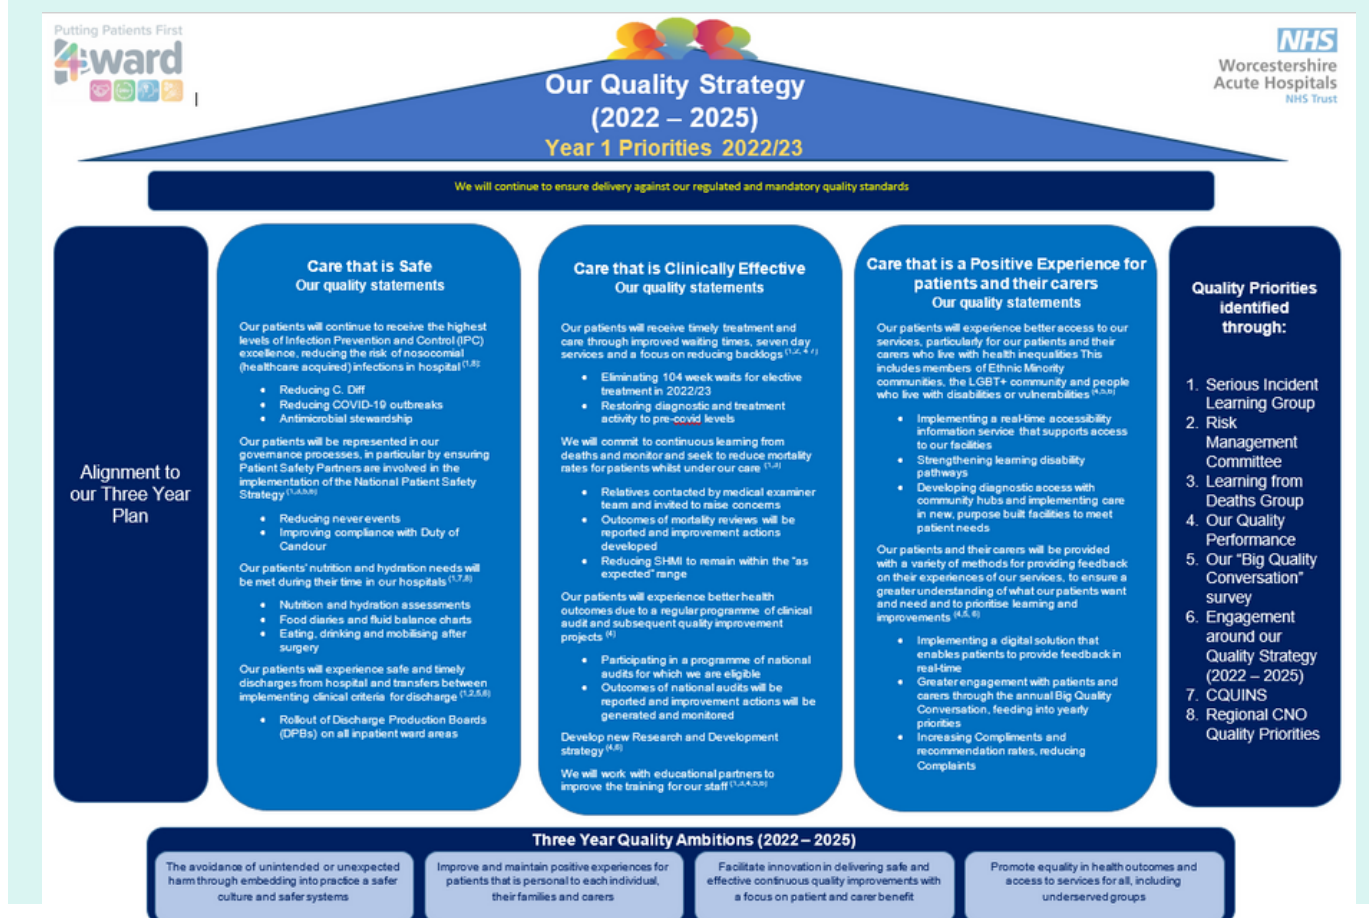 Putting Patients First
4ward
NHS
Worcestershire
Acute Hospitals
NHS Trust
Our Quality Strategy
(2022 – 2025)
Year 1 Priorities 2022/23
We will continue to ensure delivery against our regulated and mandatory quality standards
Alignment to
our Three Year
Plan
Care that is Safe
Our quality statements
Our patients will continue to receive the highest
levels of Infection Prevention and Control (IPC)
excellence, reducing the risk of nosocomial
(healthcare acquired) infections in hospital (1,8):
• Reducing C. Diff
• Reducing COVID-19 outbreaks
• Antimicrobial stewardship
Our patients will be represented in our
governance processes, in particular by ensuring
Patient Safety Partners are involved in the
implementation of the National Patient Safety
Strategy
• Reducing never events
• Improving compliance with Duty of
Candour
Our patients' nutrition and hydration needs will
be met during their time in our hospitals (1,7,8)
• Nutrition and hydration assessments
• Food diaries and fluid balance charts
• Eating, drinking and mobilising after
surgery
Our patients will experience safe and timely
discharges from hospital and transfers between
implementing clinical criteria for discharge (1,2,5,6)
• Rollout of Discharge Production Boards
(DPBs) on all inpatient ward areas
Care that is Clinically Effective
Our quality statements
Our patients will receive timely treatment and
care through improved waiting times, seven day
services and a focus on reducing backlogs
• Eliminating 104 week waits for elective
treatment in 2022/23
• Restoring diagnostic and treatment
activity to pre-covid levels
We will commit to continuous learning from
deaths and monitor and seek to reduce mortality
rates for patients whilst under our care (1,3)
• Relatives contacted by medical examiner
team and invited to raise concerns
• Outcomes of mortality reviews will be
reported and improvement actions
developed
• Reducing SHMI to remain within the "as
expected" range
Our patients will experience better health
outcomes due to a regular programme of clinical
audit and subsequent quality improvement
projects (4)
• Participating in a programme of national
audits for which we are eligible
• Outcomes of national audits will be
reported and improvement actions will be
generated and monitored
Develop new Research and Development
strategy (4,6)
We will work with educational partners to
improve the training for our staff
Care that is a Positive Experience for
patients and their carers
Our quality statements
Our patients will experience better access to our
services, particularly for our patients and their
carers who live with health inequalities This
includes members of Ethnic Minority
communities, the LGBT+ community and people
who live with disabilities or vulnerabilities
• Implementing a real-time accessibility
information service that supports access
to our facilities
• Strengthening learning disability
pathways
• Developing diagnostic access with
community hubs and implementing care
in new, purpose built facilities to meet
patient needs
Our patients and their carers will be provided
with a variety of methods for providing feedback
on their experiences of our services, to ensure a
greater understanding of what our patients want
and need and to prioritise learning and
improvements (4,5, 6)
• Implementing a digital solution that
enables patients to provide feedback in
real-time
• Greater engagement with patients and
carers through the annual Big Quality
Conversation, feeding into yearly
priorities
• Increasing Compliments and
recommendation rates, reducing
Complaints
Quality Priorities
identified
through:
1. Serious Incident
Learning Group
2. Risk
Management
Committee
3. Learning from
Deaths Group
4. Our Quality
Performance
5. Our "Big Quality
Conversation"
survey
6. Engagement
around our
Quality Strategy
(2022 – 2025)
7. CQUINS
8. Regional CNO
Quality Priorities
Three Year Quality Ambitions (2022 – 2025)
The avoidance of unintended or unexpected
harm through embedding into practice a safer
culture and safer systems
Improve and maintain positive experiences for
patients that is personal to each individual,
their families and carers
Facilitate innovation in delivering safe and
effective continuous quality improvements with
a focus on patient and carer benefit
Promote equality in health outcomes and
access to services for all, including
underserved groups